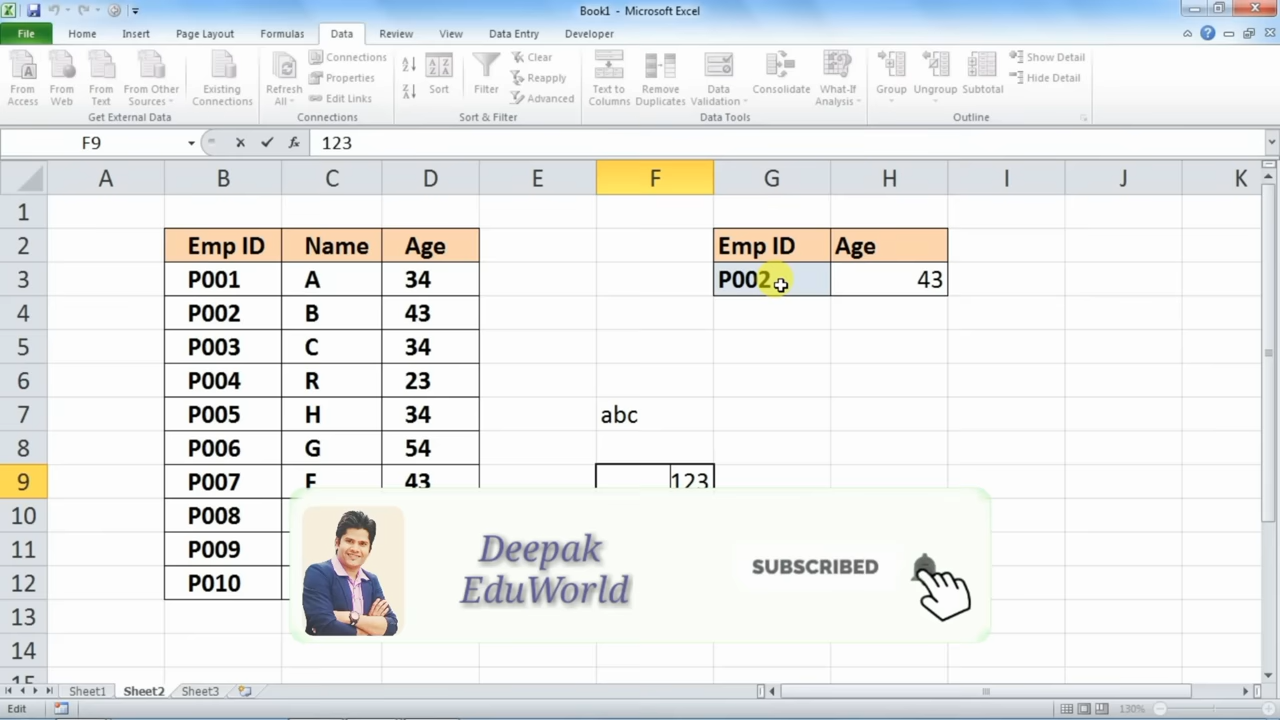 Book1 - Microsoft Excel
File Home Insert Page Layout Formulas Data Review View Data Entry Developer
From Access
From Web
From Text
From Other Sources
Existing Connections
Get External Data
Refresh All
Connections
Properties
Edit Links
Connections
Sort
Filter
Clear
Reapply
Advanced
Sort & Filter
Text to Columns
Remove Duplicates
Data Validation
Consolidate
What-If Analysis
Data Tools
Group
Ungroup
Subtotal
Show Detail
Hide Detail
Outline
F9 fx 123
A B C D E F G H I J K
1
2 Emp ID Name Age Emp ID Age
3 P001 A 34 P002 43
4 P002 B 43
5 P003 C 34
6 P004 R 23
7 P005 H 34 abc
8 P006 G 54
9 P007 43 123
10 P008
11 P009
12 P010
13
14
Deepak
EduWorld
SUBSCRIBED
Sheet1 Sheet2 Sheet3
Edit 130%